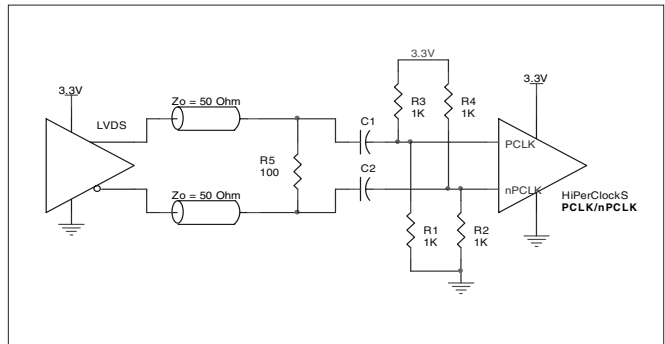 3.3V
3.3V
3.3V
LVDS
Zo = 50 Ohm
C1
R3
1K
R4
1K
PCLK
R5
100
C2
Zo = 50 Ohm
nPCLK
HiPerClockS
PCLK/nPCLK
R1
1K
R2
1K